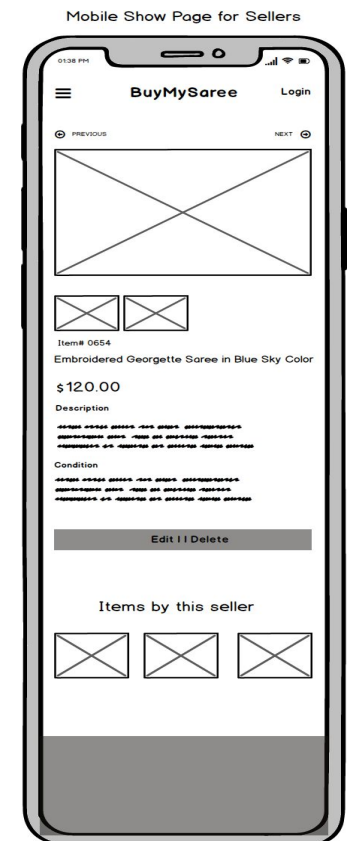 Mobile Show Page for Sellers
01:38 PM
BuyMySaree Login
PREVIOUS NEXT
Item# 0654
Embroidered Georgette Saree in Blue Sky Color
$120.00
Description
Condition
Edit I I Delete
Items by this seller